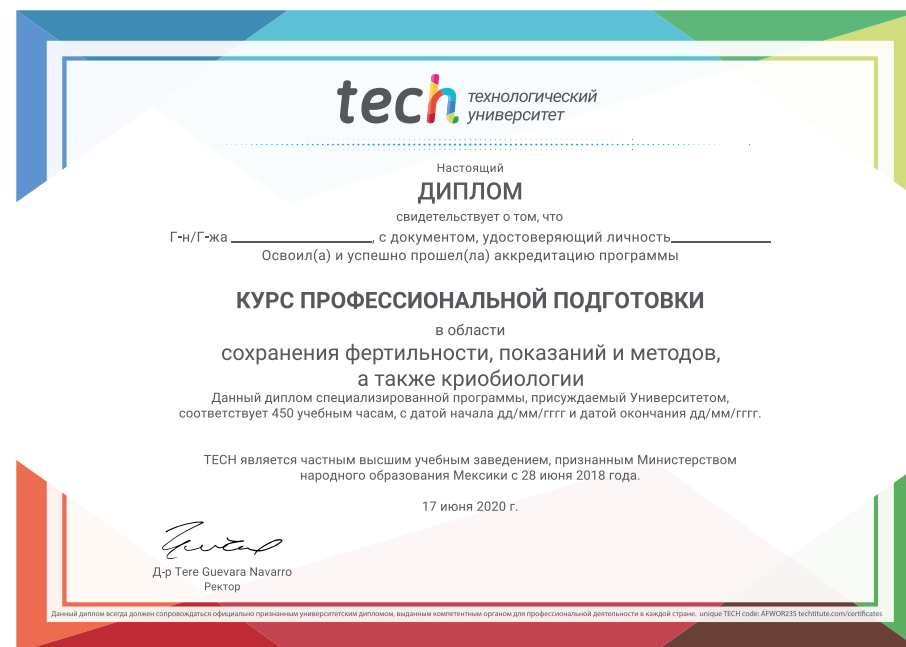 tech технологический
университет
Настоящий
ДИПЛОМ
свидетельствует о том, что
Г-н/Г-жа ________________, с документом, удостоверяющий личность____________
Освоил(а) и успешно прошел(ла) аккредитацию программы
КУРС ПРОФЕССИОНАЛЬНОЙ ПОДГОТОВКИ
в области
сохранения фертильности, показаний и методов,
а также криобиологии
Данный диплом специализированной программы, присуждаемый Университетом,
соответствует 450 учебным часам, с датой начала дд/мм/гггг и датой окончания дд/мм/гггг.
TECH является частным высшим учебным заведением, признанным Министерством
народного образования Мексики с 28 июня 2018 года.
17 июня 2020 г.
Д-р Tere Guevara Navarro
Ректор
Данный диплом всегда должен сопровождаться официально признанным университетским дипломом, выданным компетентным органом для профессиональной деятельности в каждой стране. unique TECH code: AFWOR235 techtitute.com/certificates